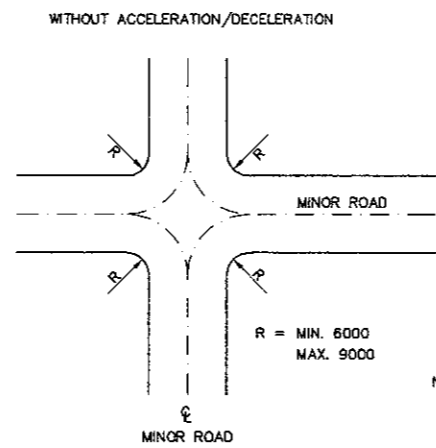 WITHOUT ACCELERATION/DECELERATION
R
R
MINOR ROAD
R
R
R = MIN. 6000
MAX. 9000
℄
MINOR ROAD